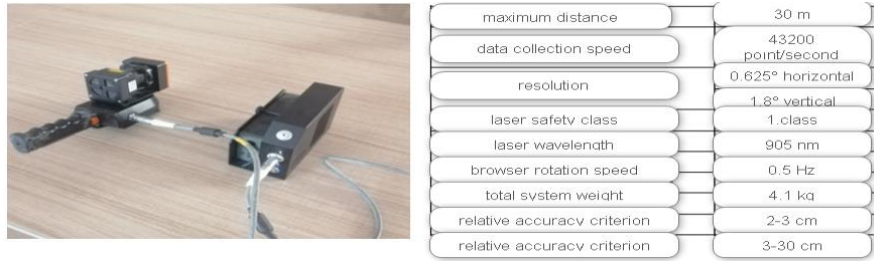 maximum distance 30 m
data collection speed 43200 point/second
resolution 0.625° horizontal
1.8° vertical
laser safety class 1.class
laser wavelength 905 nm
browser rotation speed 0.5 Hz
total system weight 4.1 kg
relative accuracy criterion 2-3 cm
relative accuracy criterion 3-30 cm